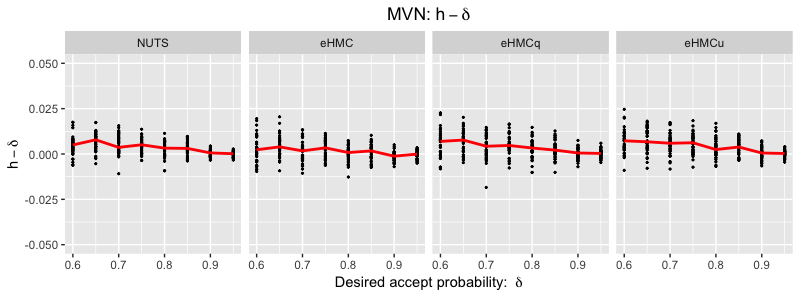 MVN: h − δ
NUTS eHMC eHMCq eHMCu
0.050
0.025
0.000
-0.025
-0.050
h − δ
0.6 0.7 0.8 0.9 0.6 0.7 0.8 0.9 0.6 0.7 0.8 0.9 0.6 0.7 0.8 0.9
Desired accept probability: δ